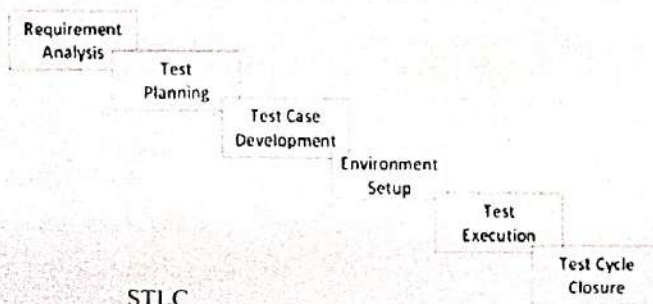 Requirement
Analysis
Test
Planning
Test Case
Development
Environment
Setup
Test
Execution
Test Cycle
Closure
STLC